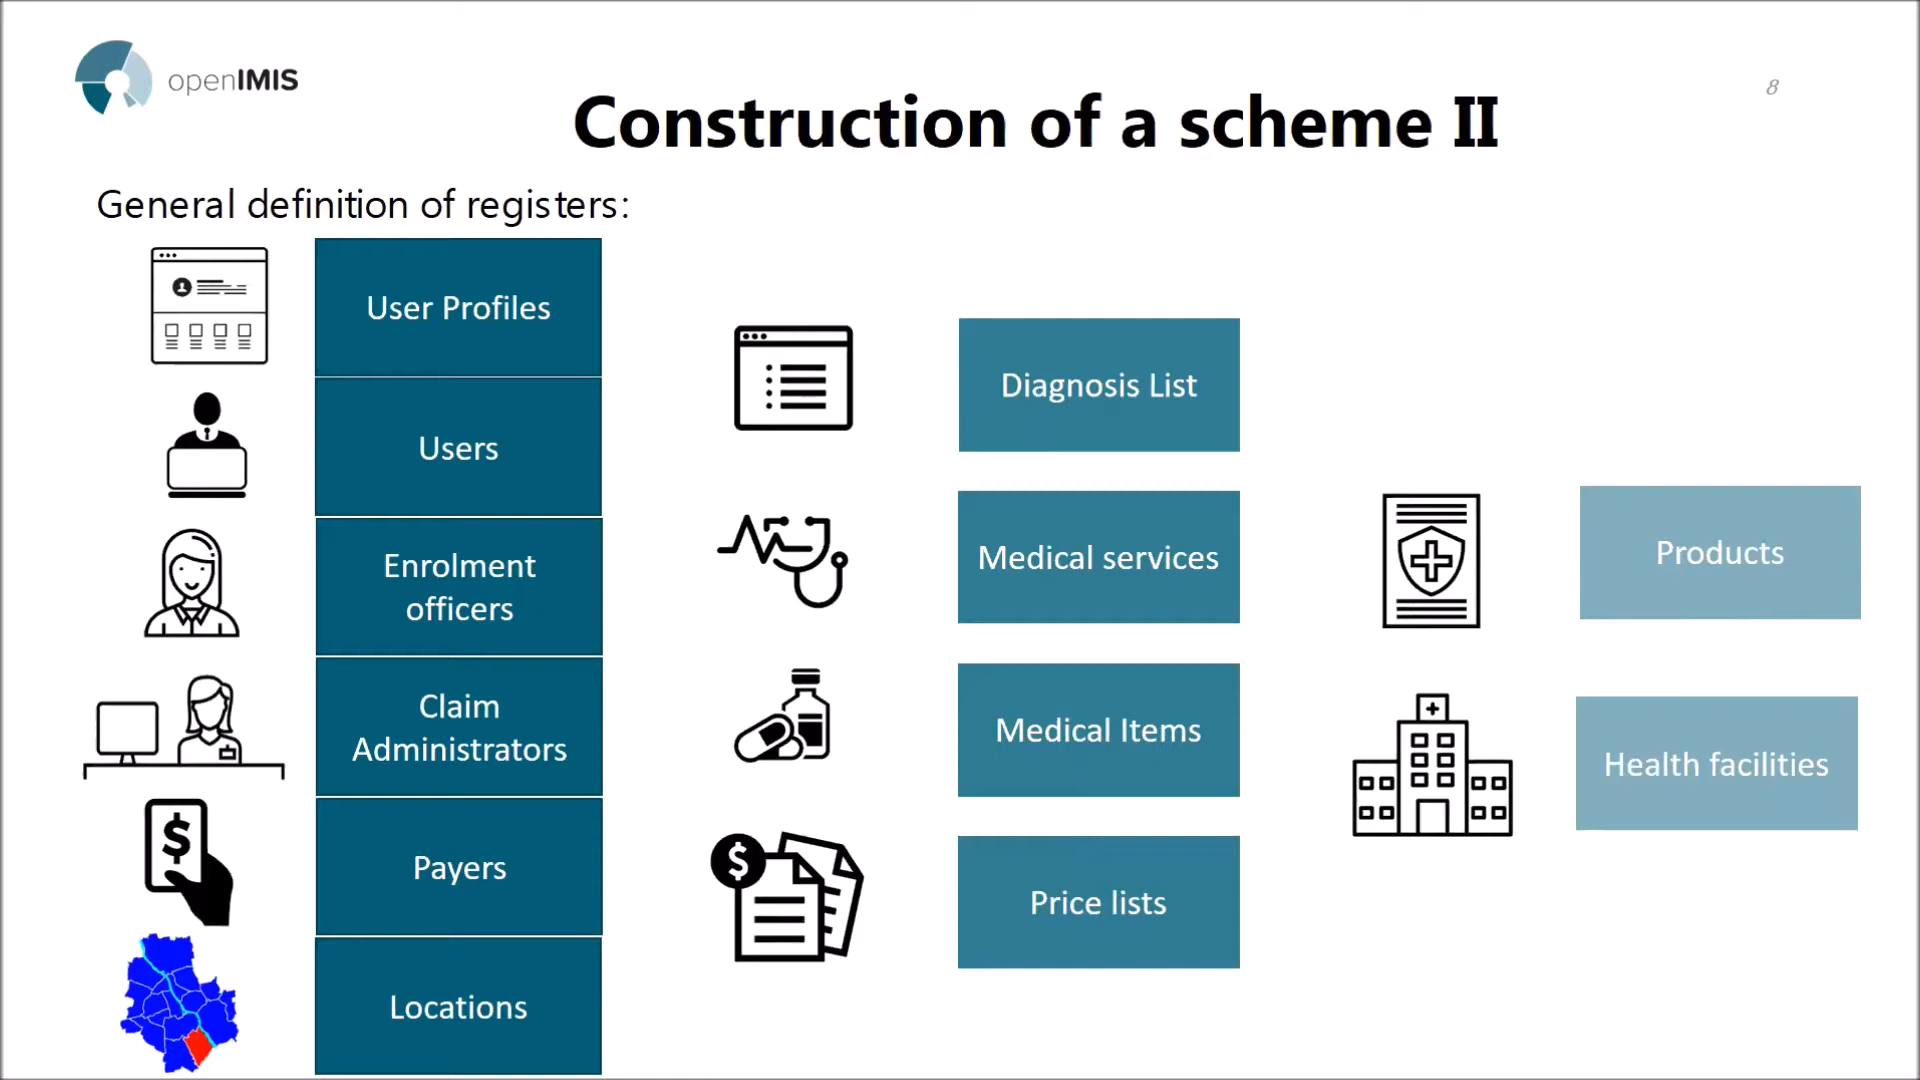 openIMIS
8
Construction of a scheme II
General definition of registers:
User Profiles
Users
Enrolment
officers
Claim
Administrators
$
Payers
Locations
Diagnosis List
Medical services
Medical Items
$
Price lists
Products
Health facilities